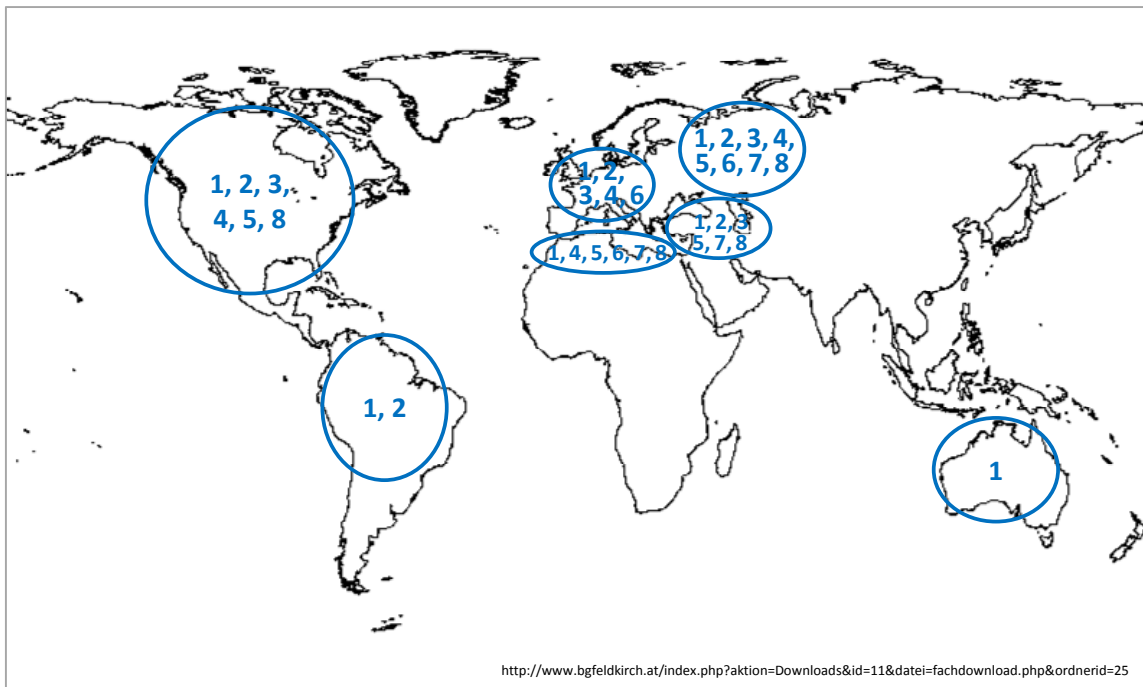 1, 2, 3, 4,
5, 6, 7, 8
1, 2,
3, 4, 6
1, 2, 3,
4, 5, 8
1, 2, 3
5, 7, 8
1, 4, 5, 6, 7, 8
1, 2
1
http://www.bgfeldkirch.at/index.php?aktion=Downloads&id=11&datei=fachdownload.php&ordnerid=25